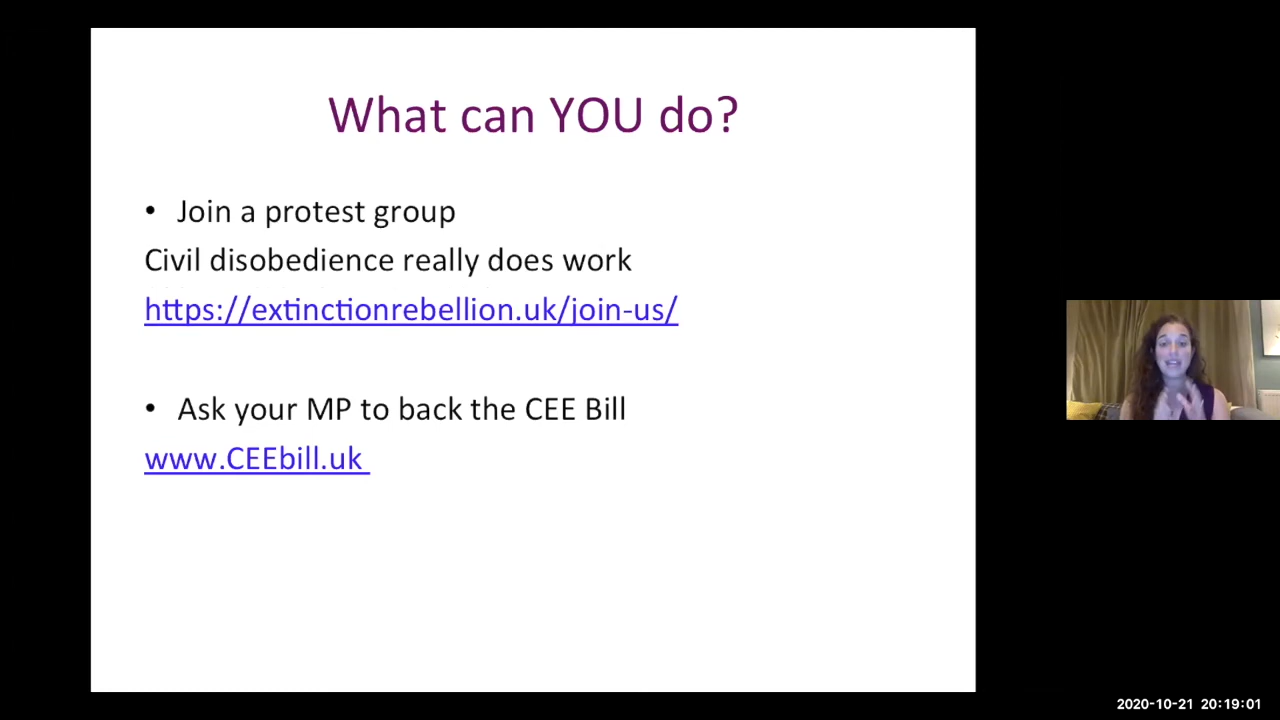 What can YOU do?
• Join a protest group
Civil disobedience really does work
https://extinctionrebellion.uk/join-us/
• Ask your MP to back the CEE Bill
www.CEEbill.uk
2020-10-21 20:19:01